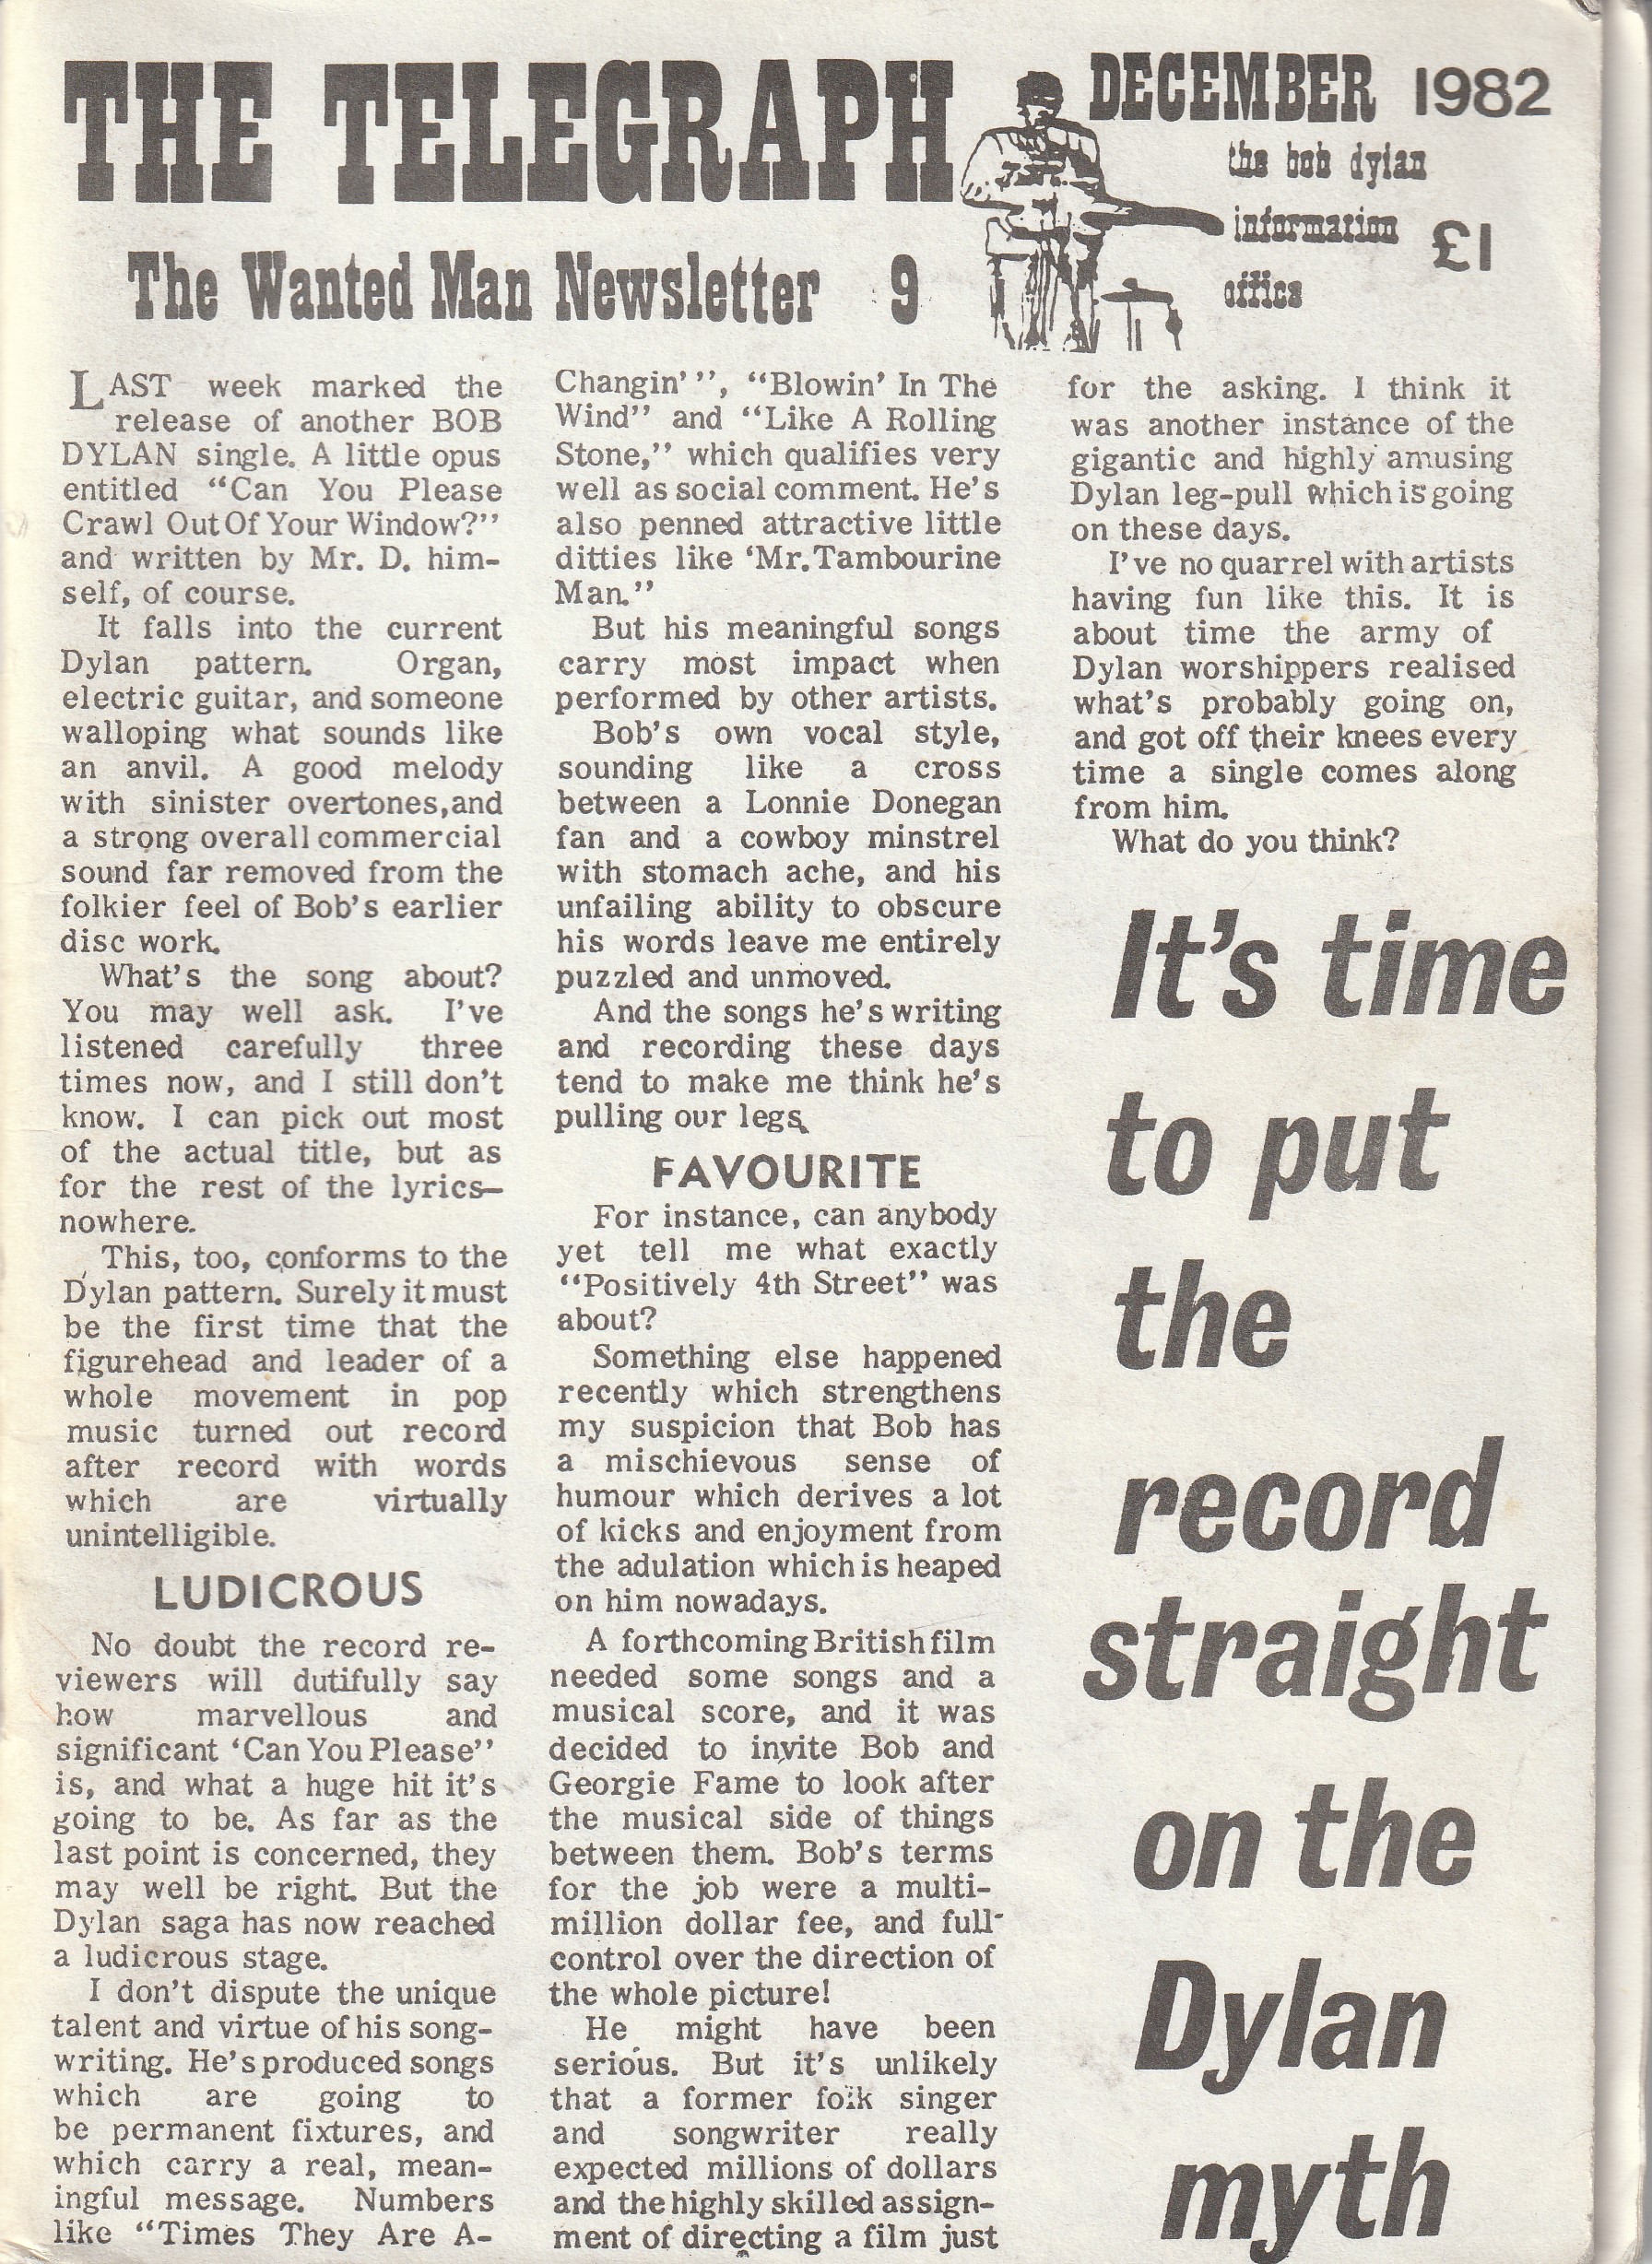 THE TELEGRAPH
DECEMBER 1982
the bob dylan
information
office
£1
The Wanted Man Newsletter 9
LAST week marked the
release of another BOB
DYLAN single. A little opus
entitled “Can You Please
Crawl Out Of Your Window?”
and written by Mr. D. him-
self, of course.
It falls into the current
Dylan pattern. Organ,
electric guitar, and someone
walloping what sounds like
an anvil. A good melody
with sinister overtones, and
a strong overall commercial
sound far removed from the
folkier feel of Bob’s earlier
disc work.
What’s the song about?
You may well ask. I’ve
listened carefully three
times now, and I still don’t
know. I can pick out most
of the actual title, but as
for the rest of the lyrics—
nowhere.
This, too, conforms to the
Dylan pattern. Surely it must
be the first time that the
figurehead and leader of a
whole movement in pop
music turned out record
after record with words
which are virtually
unintelligible.
LUDICROUS
No doubt the record re-
viewers will dutifully say
how marvellous and
significant ‘Can You Please”
is, and what a huge hit it’s
going to be. As far as the
last point is concerned, they
may well be right. But the
Dylan saga has now reached
a ludicrous stage.
I don’t dispute the unique
talent and virtue of his song-
writing. He’s produced songs
which are going to
be permanent fixtures, and
which carry a real, mean-
ingful message. Numbers
like “Times They Are A-
Changin’”, “Blowin’ In The
Wind” and “Like A Rolling
Stone,” which qualifies very
well as social comment. He’s
also penned attractive little
ditties like ‘Mr. Tambourine
Man.”
But his meaningful songs
carry most impact when
performed by other artists.
Bob’s own vocal style,
sounding like a cross
between a Lonnie Donegan
fan and a cowboy minstrel
with stomach ache, and his
unfailing ability to obscure
his words leave me entirely
puzzled and unmoved.
And the songs he’s writing
and recording these days
tend to make me think he’s
pulling our legs.
FAVOURITE
For instance, can anybody
yet tell me what exactly
“Positively 4th Street” was
about?
Something else happened
recently which strengthens
my suspicion that Bob has
a mischievous sense of
humour which derives a lot
of kicks and enjoyment from
the adulation which is heaped
on him nowadays.
A forthcoming British film
needed some songs and a
musical score, and it was
decided to invite Bob and
Georgie Fame to look after
the musical side of things
between them. Bob’s terms
for the job were a multi-
million dollar fee, and full-
control over the direction of
the whole picture!
He might have been
serious. But it’s unlikely
that a former folk singer
and songwriter really
expected millions of dollars
and the highly skilled assign-
ment of directing a film just
for the asking. I think it
was another instance of the
gigantic and highly amusing
Dylan leg-pull which is going
on these days.
I’ve no quarrel with artists
having fun like this. It is
about time the army of
Dylan worshippers realised
what’s probably going on,
and got off their knees every
time a single comes along
from him.
What do you think?
It’s time
to put
the
record
straight
on the
Dylan
myth